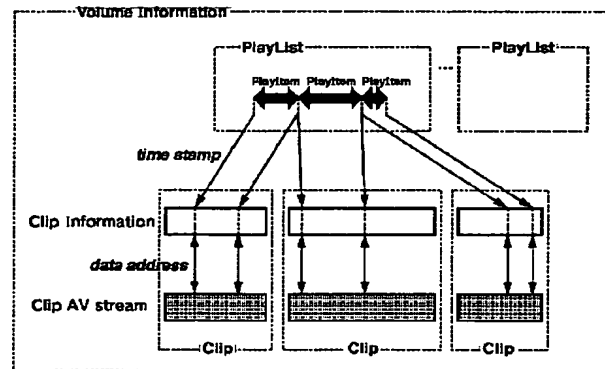 Volume Information
PlayList
PlayList
PlayItem PlayItem PlayItem
...
time stamp
Clip Information
data address
Clip AV stream
Clip
Clip
Clip